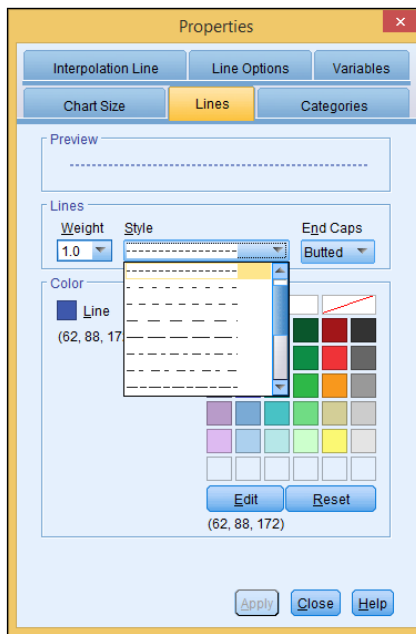 Properties
Interpolation Line Line Options Variables
Chart Size Lines Categories
Preview
Lines
Weight Style End Caps
1.0 Butted
Color
Line
(62, 88, 17
Edit Reset
(62, 88, 172)
Apply Close Help